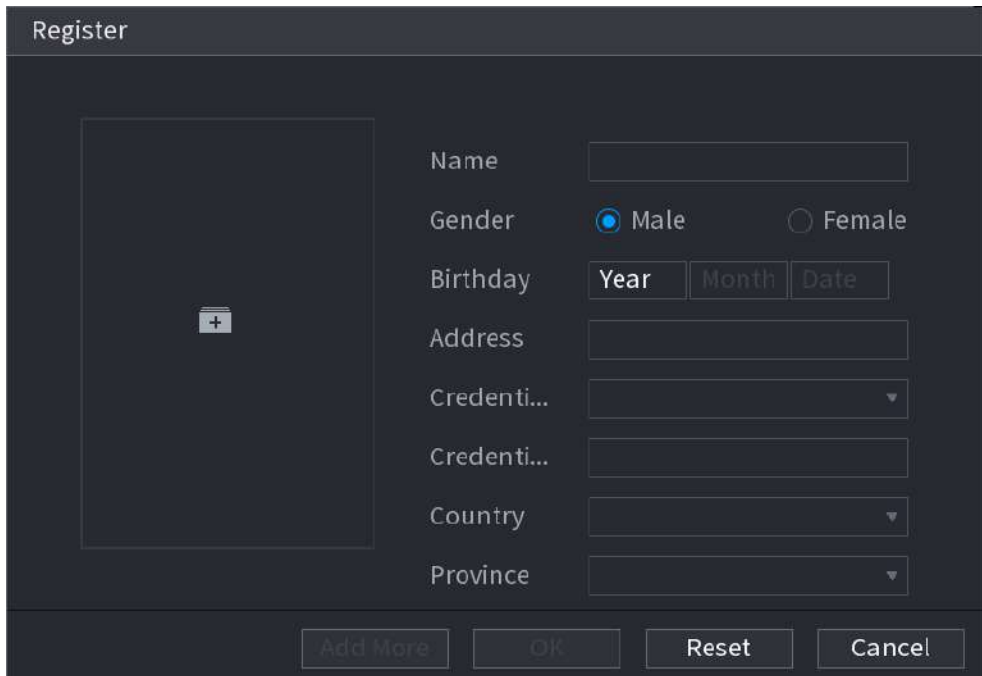 Register
Name
Gender Male Female
Birthday Year Month Date
Address
Credenti...
Credenti...
Country
Province
Add More OK Reset Cancel